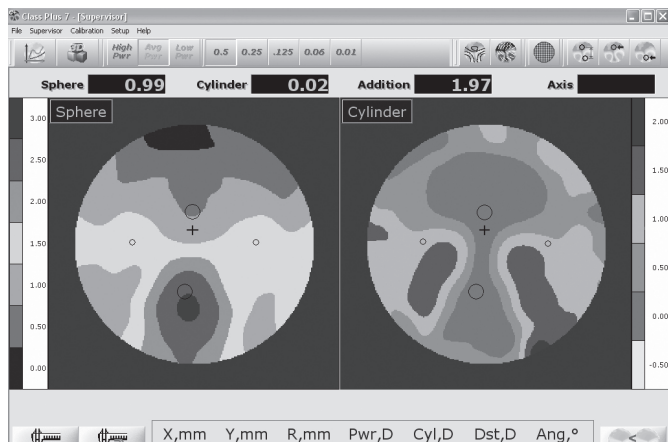 Class Plus 7 - [Supervisor]
File Supervisor Calibration Setup Help
High Pwr Avg Pwr Low Pwr 0.5 0.25 .125 0.06 0.01
Sphere 0.99 Cylinder 0.02 Addition 1.97 Axis
Sphere Cylinder
3.00 2.00
2.50 1.50
2.00 1.00
1.50 0.50
1.00 0.00
0.50 -0.50
0.00
X,mm Y,mm R,mm Pwr,D Cyl,D Dst,D Ang,°
<